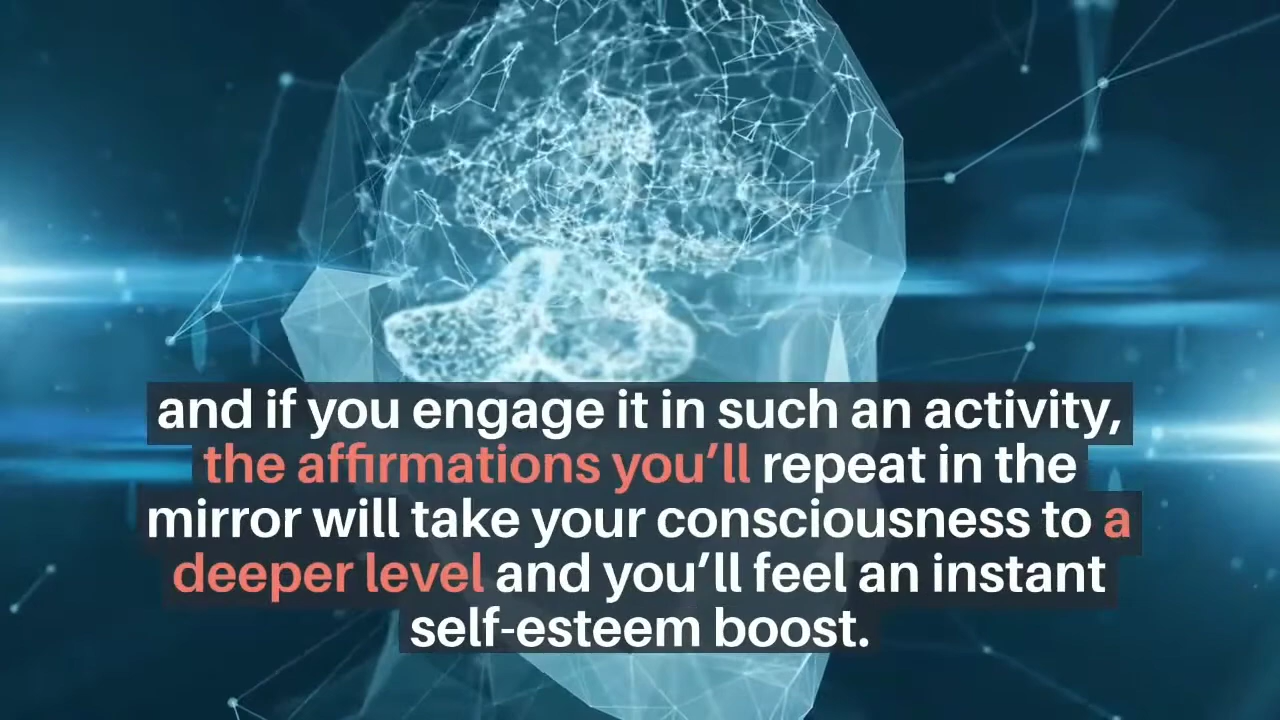 and if you engage it in such an activity,
the affirmations you’ll repeat in the
mirror will take your consciousness to a
deeper level and you’ll feel an instant
self-esteem boost.